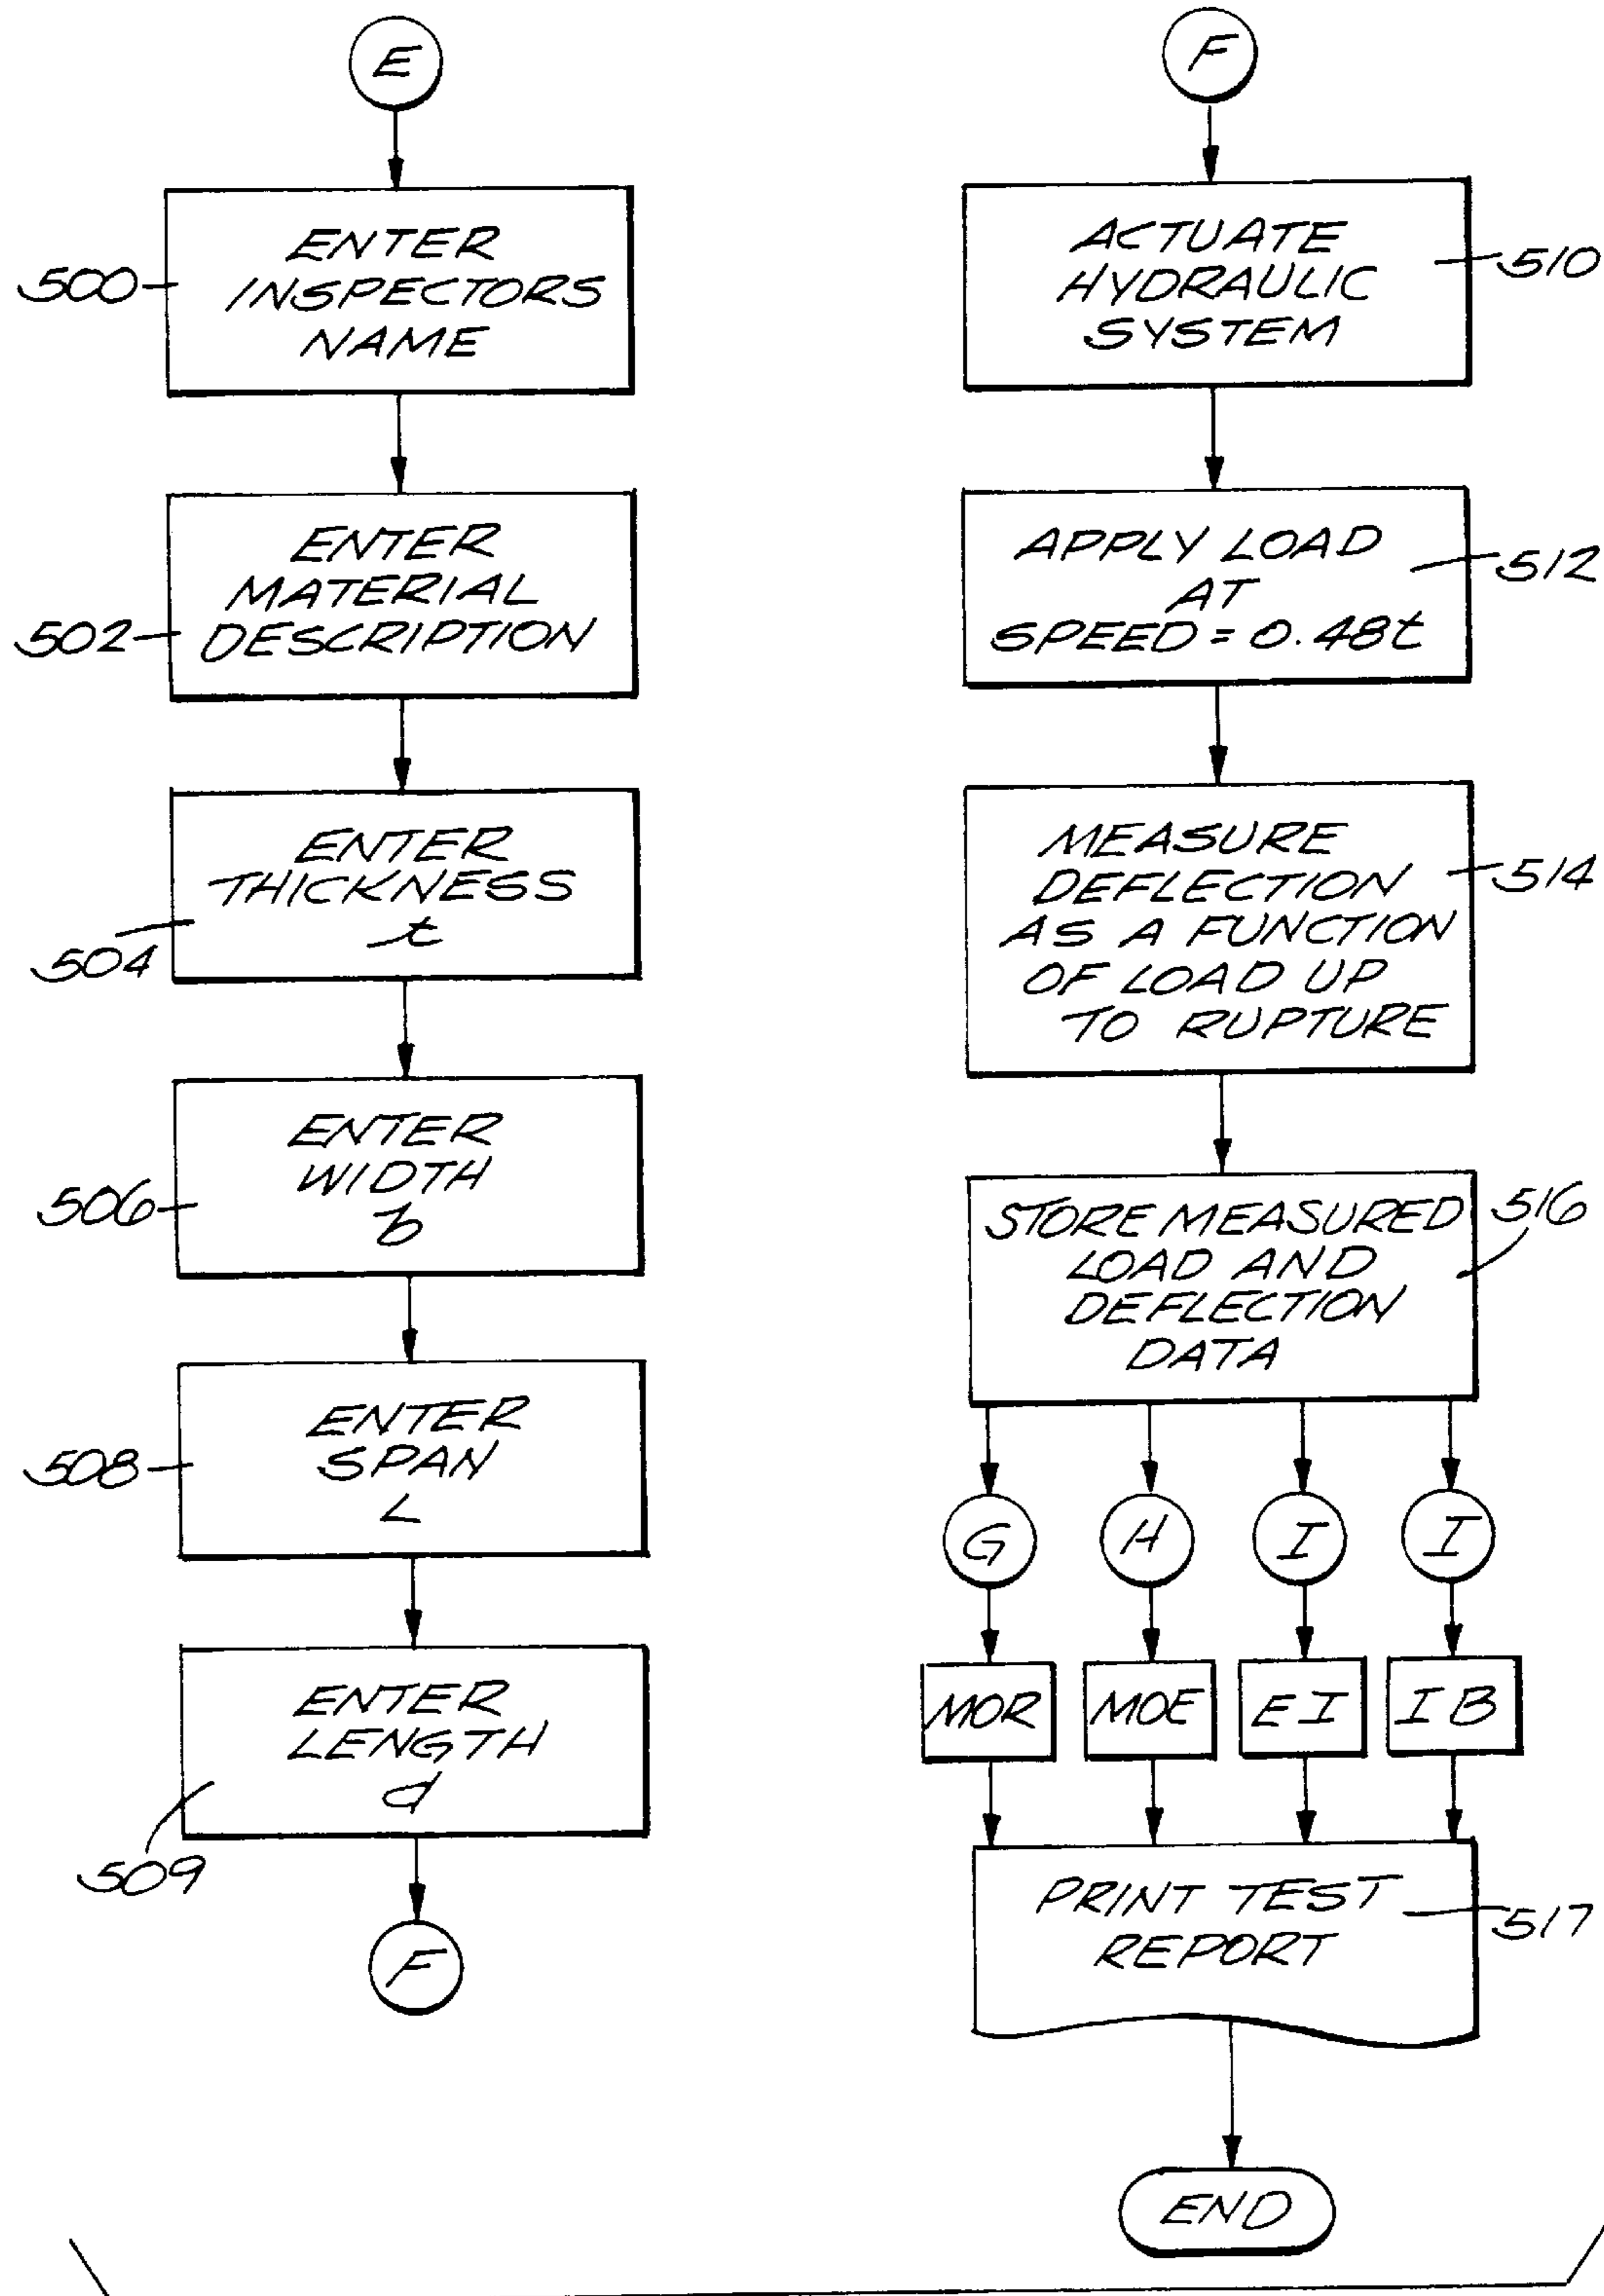 E
500
ENTER
INSPECTORS
NAME
502
ENTER
MATERIAL
DESCRIPTION
504
ENTER
THICKNESS
t
506
ENTER
WIDTH
b
508
ENTER
SPAN
L
509
ENTER
LENGTH
d
F
F
ACTUATE
HYDRAULIC
SYSTEM
510
APPLY LOAD
AT
SPEED = 0.48t
512
MEASURE
DEFLECTION
AS A FUNCTION
OF LOAD UP
TO RUPTURE
514
STORE MEASURED
LOAD AND
DEFLECTION
DATA
516
G H I I
MOR MOE EI IB
PRINT TEST
REPORT
517
END